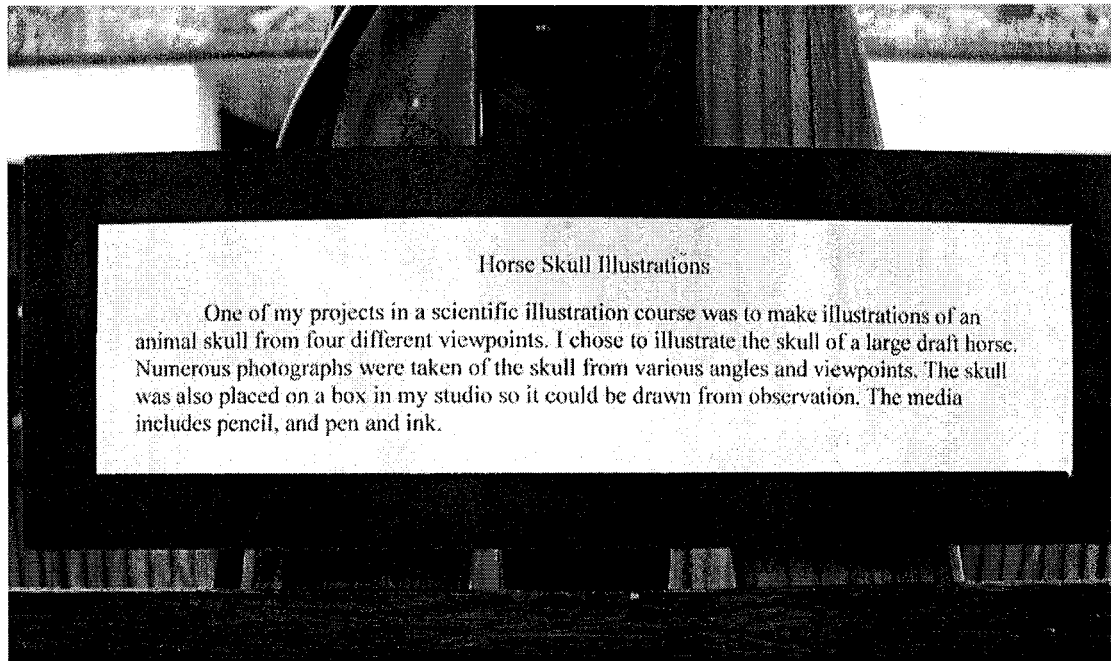 Horse Skull Illustrations
One of my projects in a scientific illustration course was to make illustrations of an
animal skull from four different viewpoints. I chose to illustrate the skull of a large draft horse.
Numerous photographs were taken of the skull from various angles and viewpoints. The skull
was also placed on a box in my studio so it could be drawn from observation. The media
includes pencil, and pen and ink.